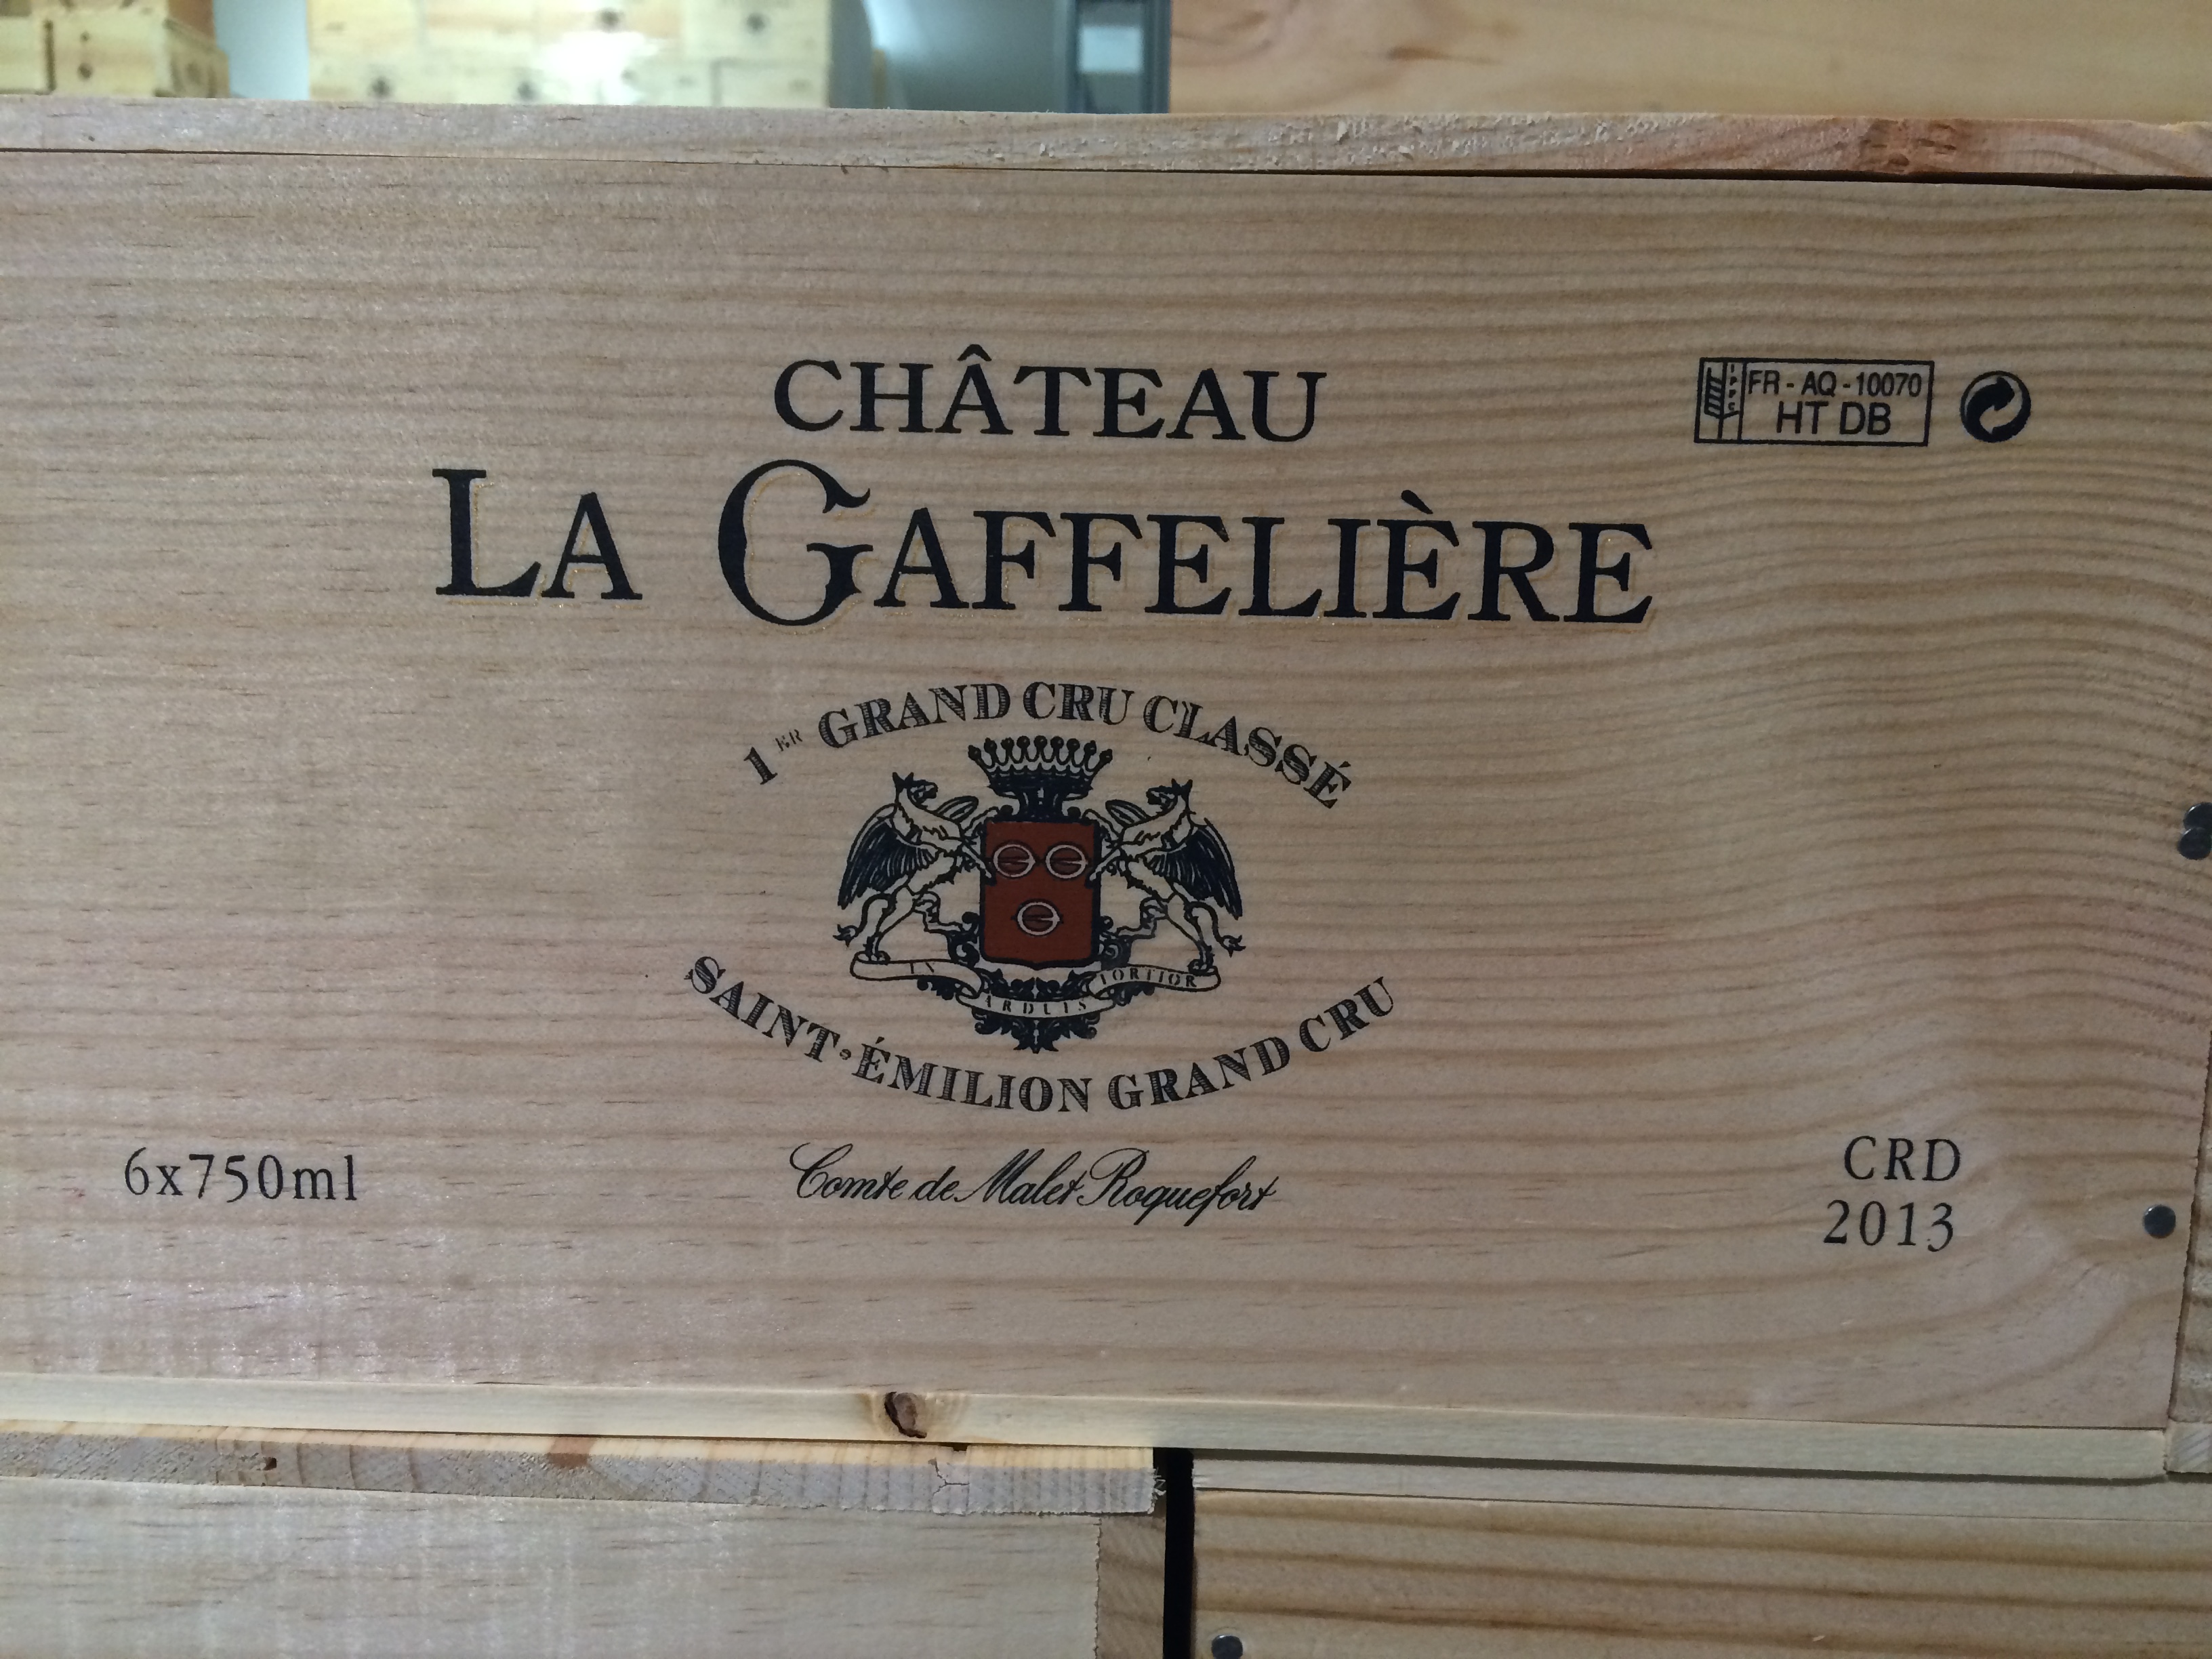 CHÂTEAU
LA GAFFELIÈRE
IPPC
FR - AQ - 10070
HT DB
1ER GRAND CRU CLASSÉ
IN ARDUIS FORTIOR
SAINT-ÉMILION GRAND CRU
6x750ml
Comte de Malet Roquefort
CRD
2013